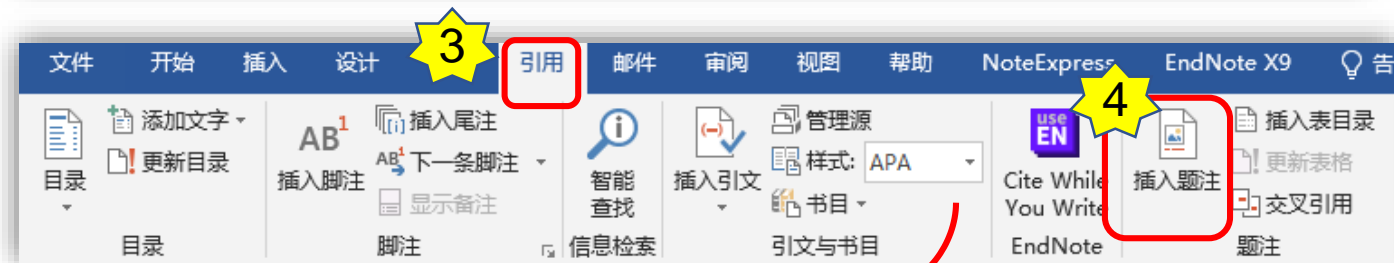 3
文件 开始 插入 设计 引用 邮件 审阅 视图 帮助 NoteExpress EndNote X9 告
4
目录
添加文字
更新目录
目录
AB1
插入脚注
[i] 插入尾注
AB1 下一条脚注
显示备注
脚注
智能
查找
信息检索
插入引文
管理源
样式: APA
书目
引文与书目
use
EN
Cite While
You Write
EndNote
插入题注
插入表目录
更新表格
交叉引用
题注